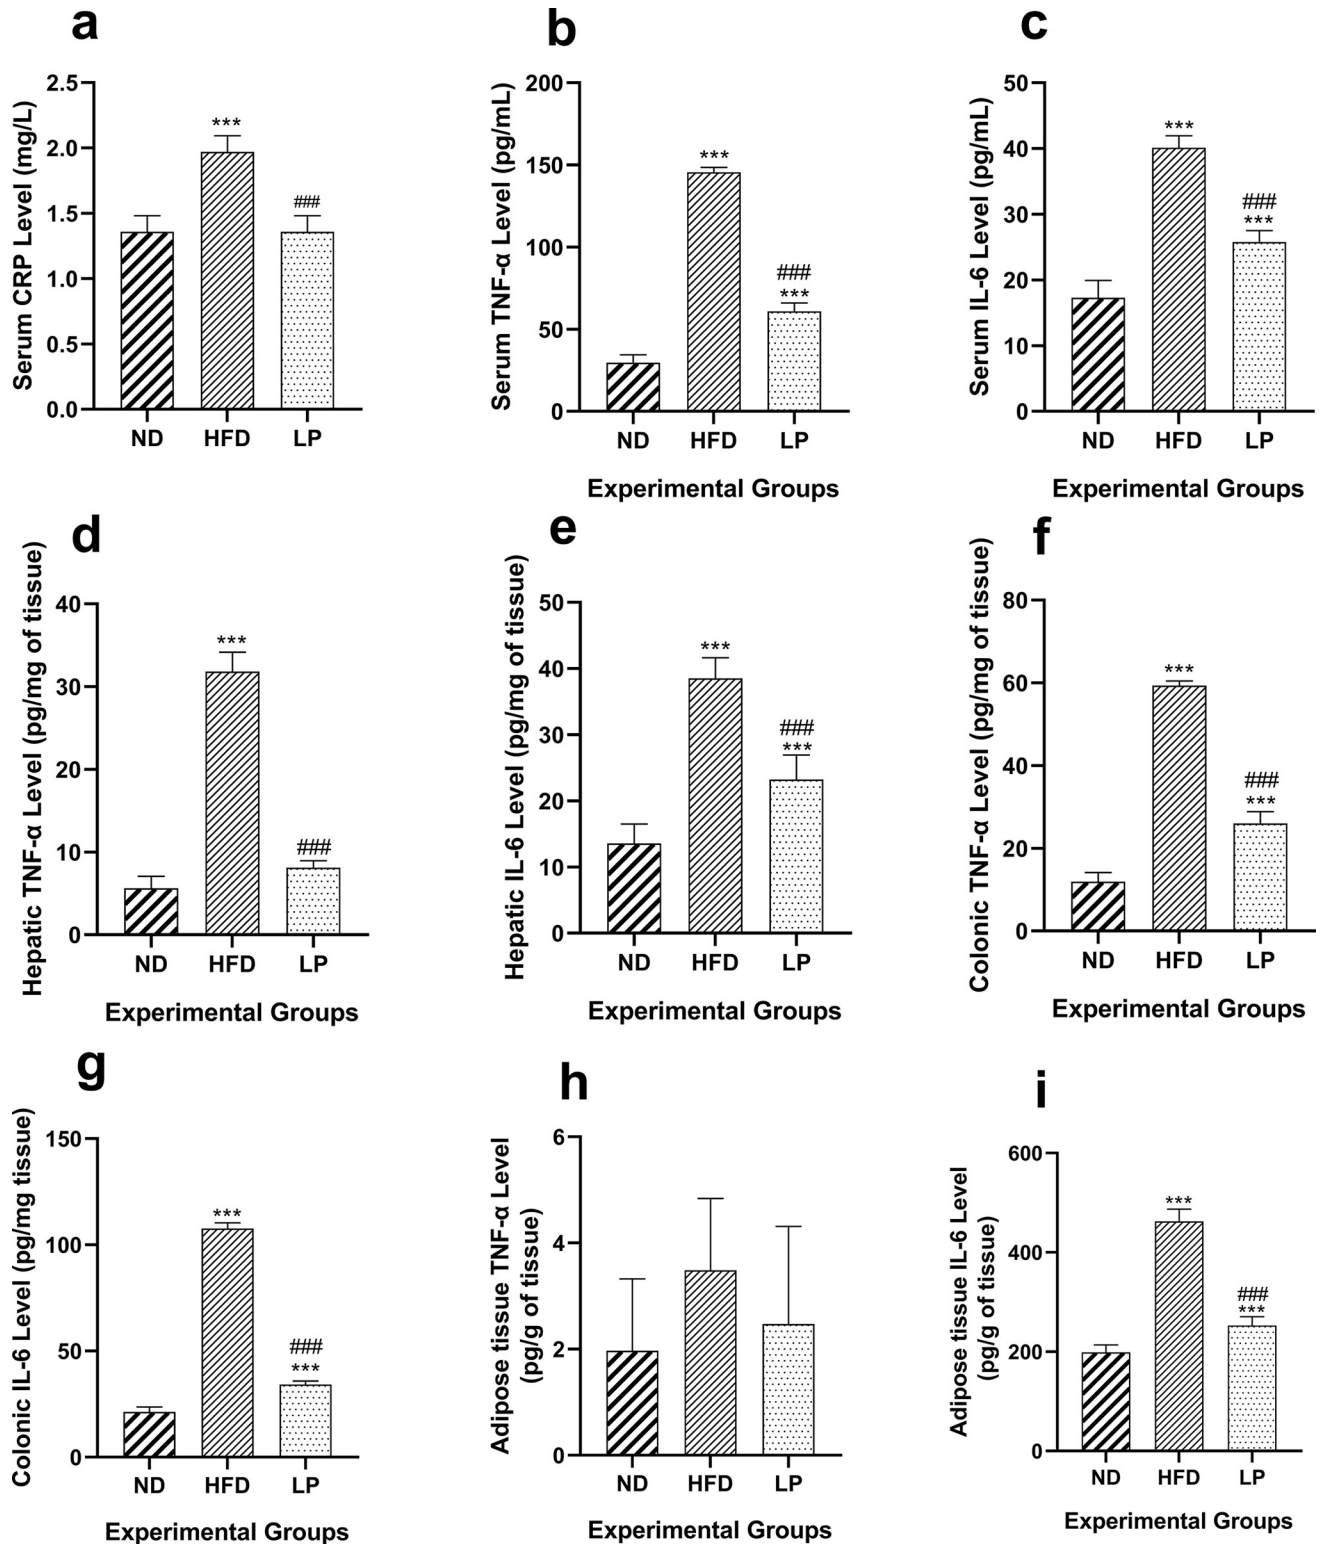 a
Serum CRP Level (mg/L)
2.5
2.0
1.5
1.0
0.5
0.0
***
###
ND HFD LP
b
Serum TNF-α Level (pg/mL)
200
150
100
50
0
***
###
***
ND HFD LP
Experimental Groups
c
Serum IL-6 Level (pg/mL)
50
40
30
20
10
0
***
###
***
ND HFD LP
Experimental Groups
d
Hepatic TNF-α Level (pg/mg of tissue)
40
30
20
10
0
***
###
ND HFD LP
Experimental Groups
e
Hepatic IL-6 Level (pg/mg of tissue)
50
40
30
20
10
0
***
###
***
ND HFD LP
Experimental Groups
f
Colonic TNF-α Level (pg/mg of tissue)
80
60
40
20
0
***
###
***
ND HFD LP
Experimental Groups
g
Colonic IL-6 Level (pg/mg tissue)
150
100
50
0
***
###
***
ND HFD LP
Experimental Groups
h
Adipose tissue TNF-α Level
(pg/g of tissue)
6
4
2
0
ND HFD LP
Experimental Groups
i
Adipose tissue IL-6 Level
(pg/g of tissue)
600
400
200
0
***
###
***
ND HFD LP
Experimental Groups